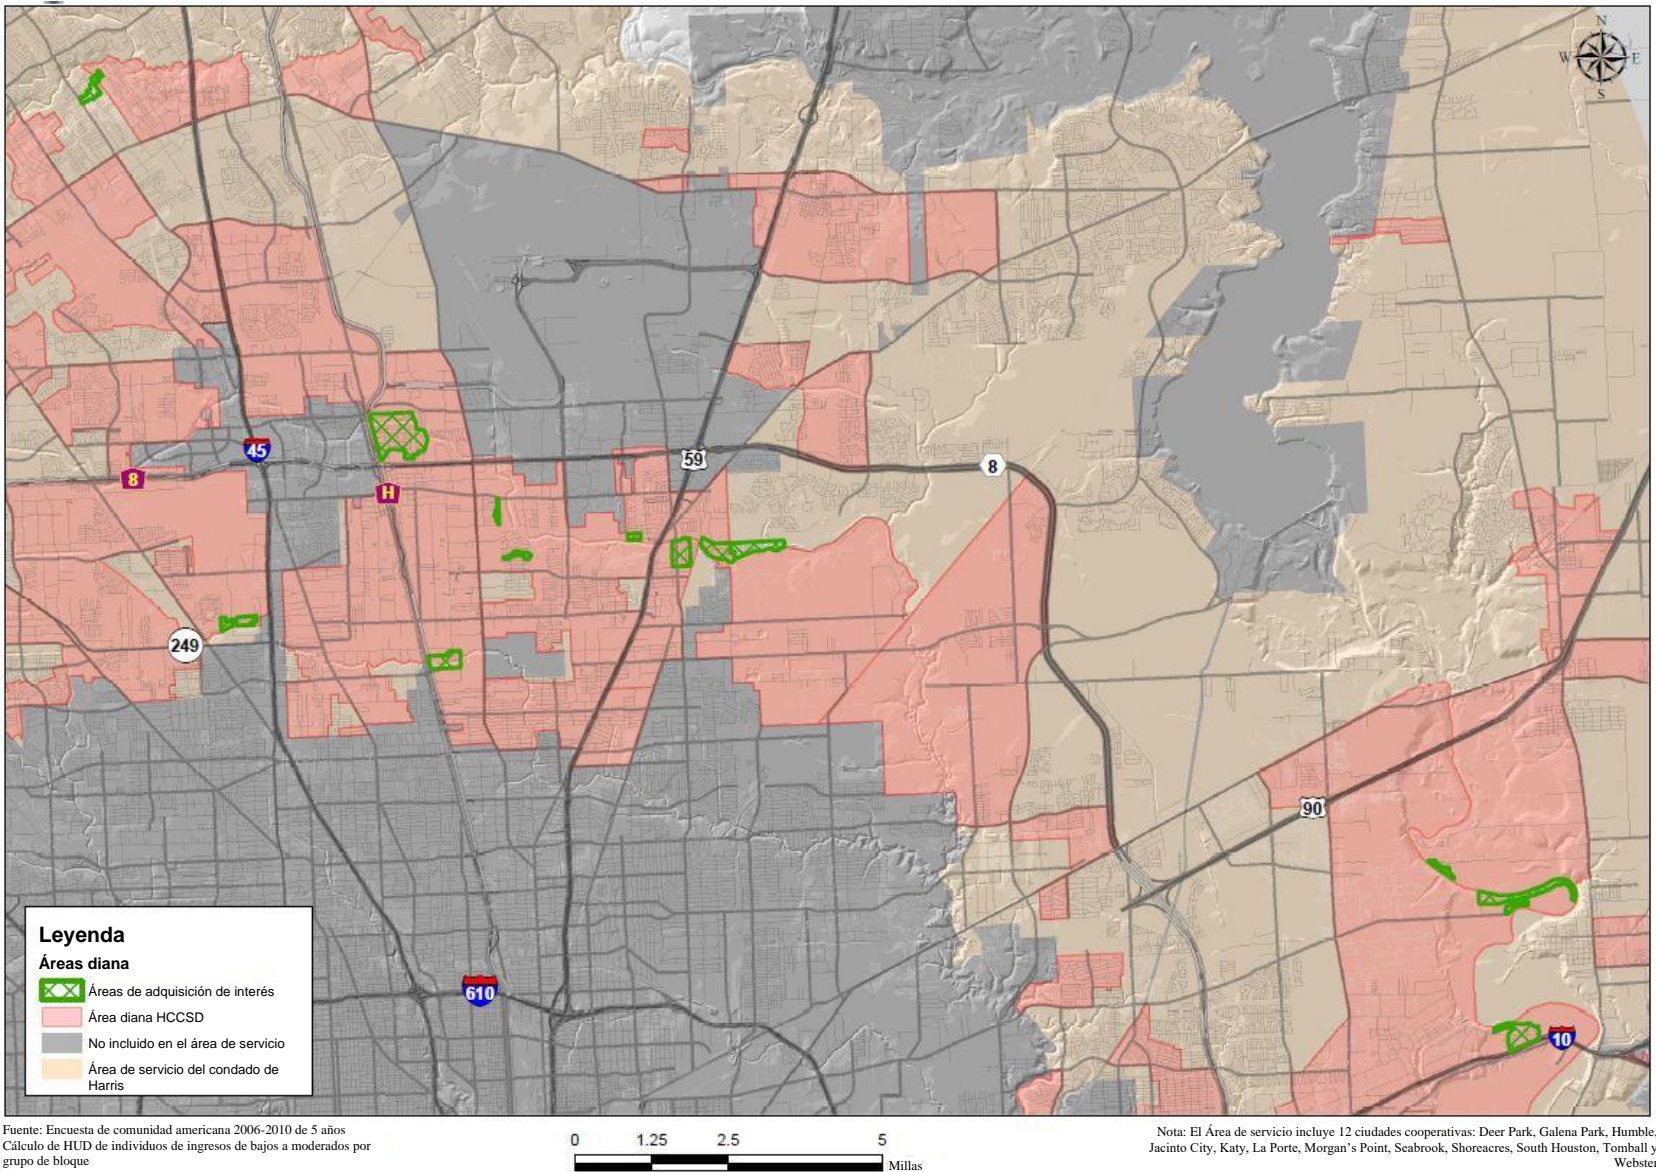 N
W E
S
45
59
8
8
H
249
90
610
10
Leyenda
Áreas diana
Áreas de adquisición de interés
Área diana HCCSD
No incluido en el área de servicio
Área de servicio del condado de
Harris
Fuente: Encuesta de comunidad americana 2006-2010 de 5 años
Cálculo de HUD de individuos de ingresos de bajos a moderados por
grupo de bloque
0 1.25 2.5 5
Millas
Nota: El Área de servicio incluye 12 ciudades cooperativas: Deer Park, Galena Park, Humble,
Jacinto City, Katy, La Porte, Morgan's Point, Seabrook, Shoreacres, South Houston, Tomball y
Webster